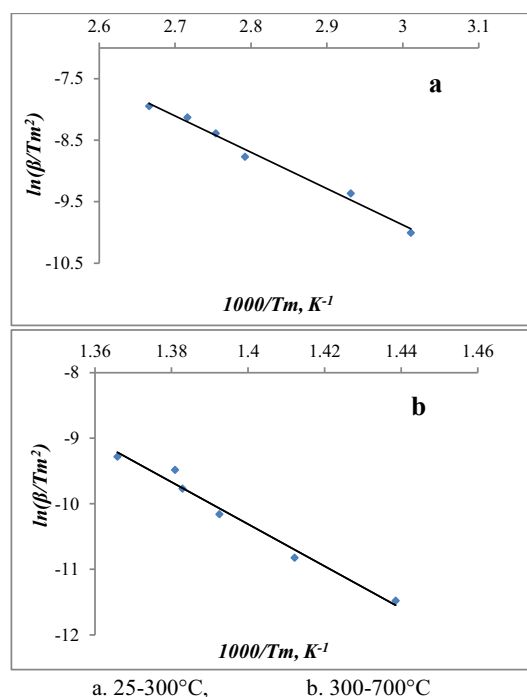 2.6 2.7 2.8 2.9 3 3.1
a
-7.5
-8.5
-9.5
-10.5
ln(β/Tm²)
1000/Tm, K⁻¹
1.36 1.38 1.4 1.42 1.44 1.46
b
-8
-9
-10
-11
-12
ln(β/Tm²)
1000/Tm, K⁻¹
a. 25-300°C, b. 300-700°C